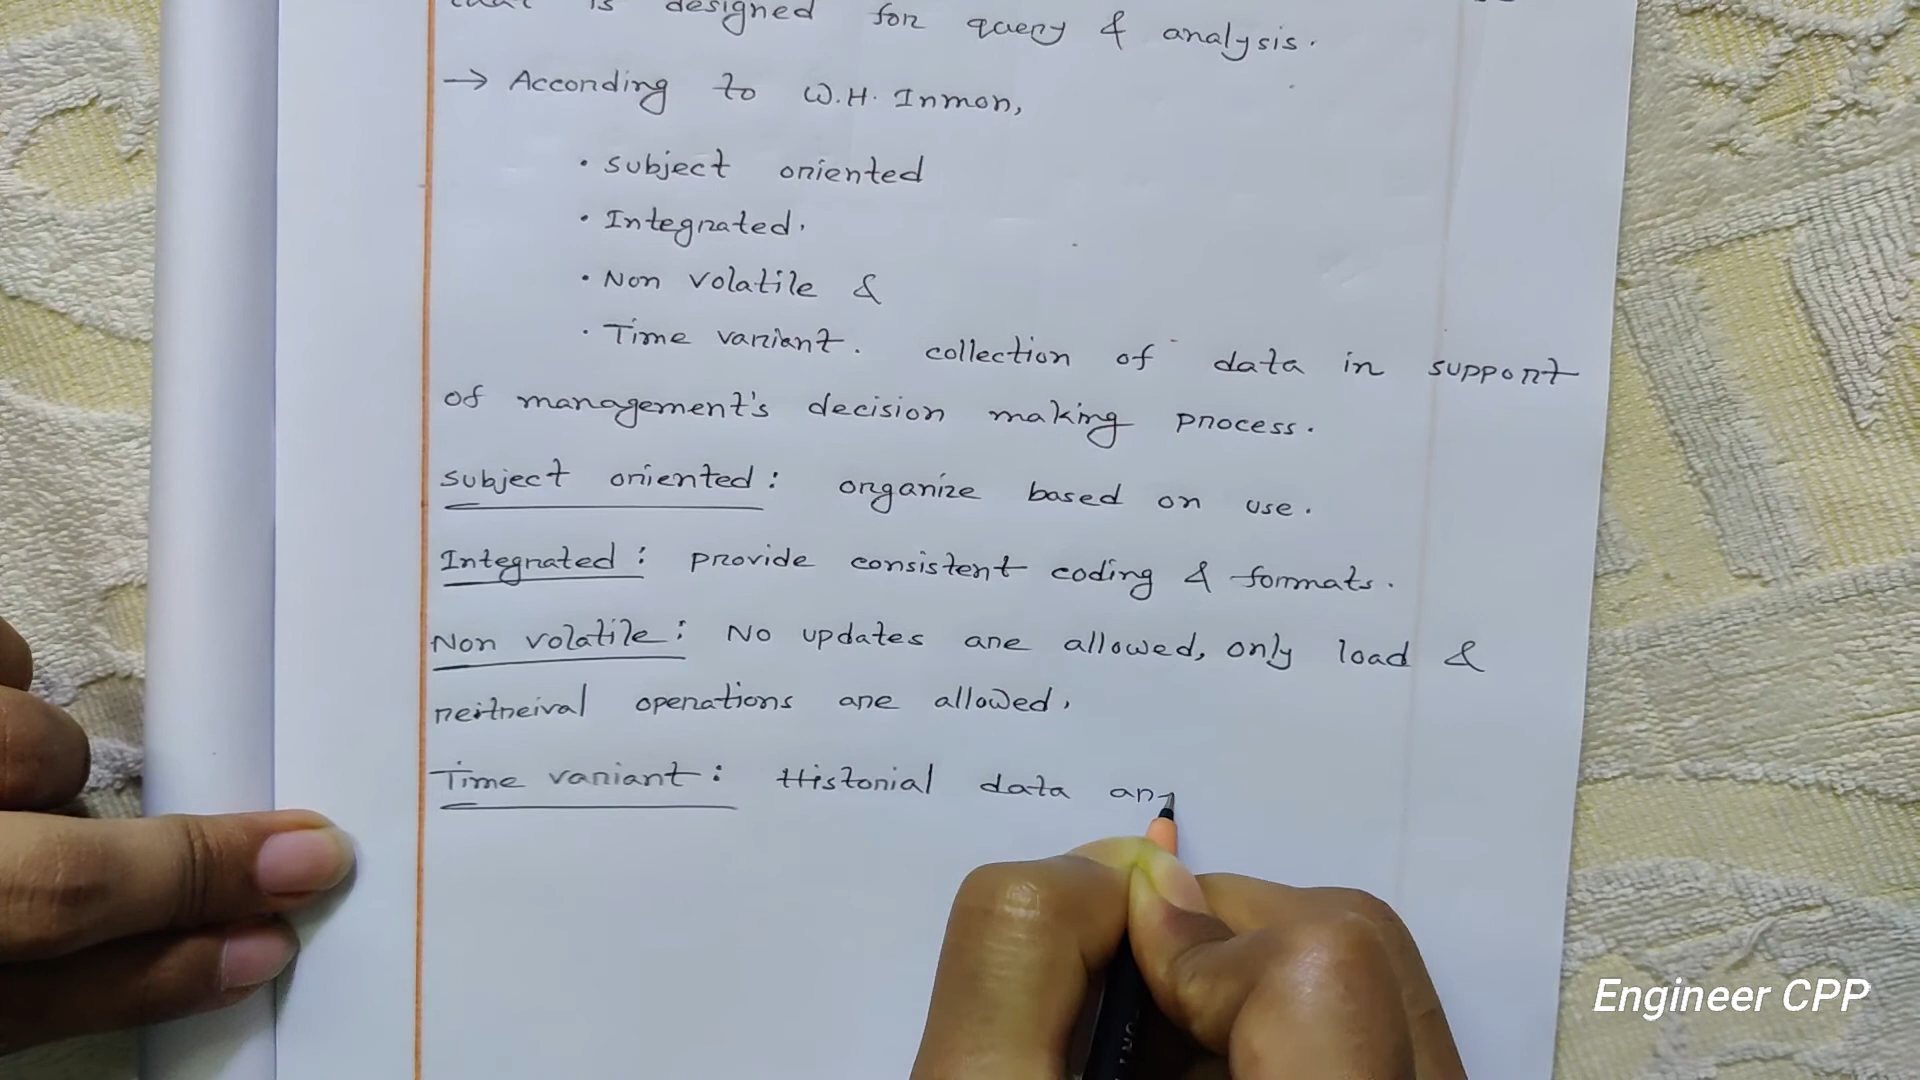 that is designed for query & analysis.
→ According to W.H. Inmon,
• subject oriented
• Integrated.
• Non volatile &
• Time variant. collection of data in support
of management's decision making process.
subject oriented : organize based on use.
Integrated : provide consistent coding & formats.
Non volatile : No updates are allowed, only load &
reitreival operations are allowed.
Time variant : Historial data ar
Engineer CPP